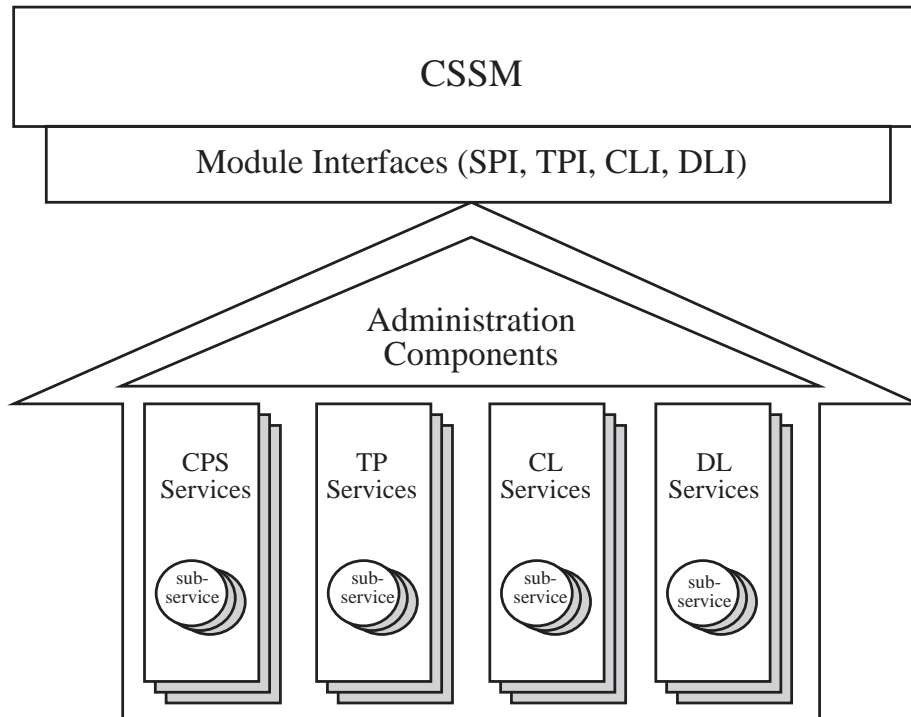 CSSM
Module Interfaces (SPI, TPI, CLI, DLI)
Administration
Components
CPS
Services
TP
Services
CL
Services
DL
Services
sub-
service
sub-
service
sub-
service
sub-
service